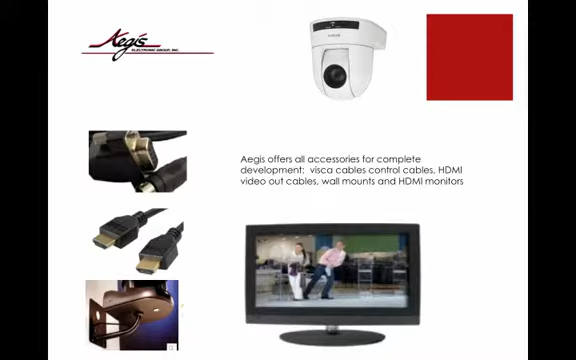 Aegis
ELECTRONIC GROUP, INC.
Aegis offers all accessories for complete
development:  visca cables control cables, HDMI
video out cables, wall mounts and HDMI monitors